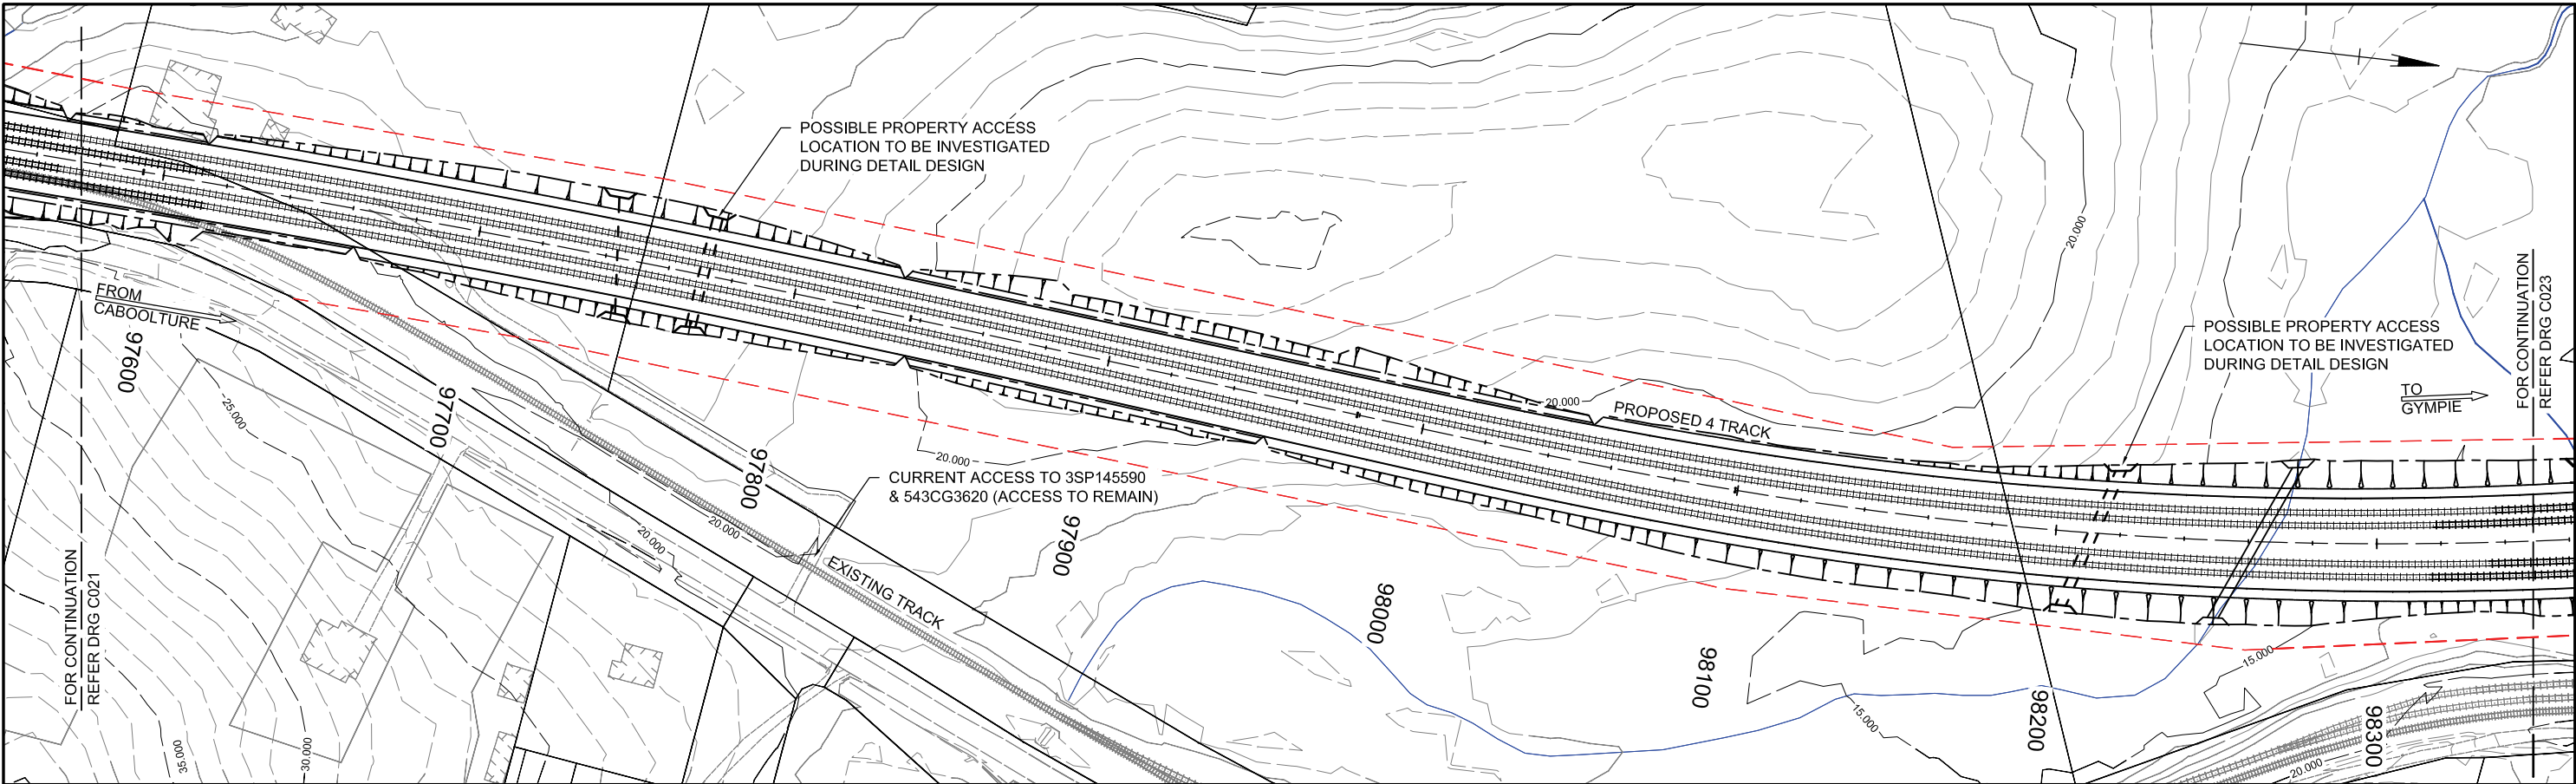 POSSIBLE PROPERTY ACCESS
LOCATION TO BE INVESTIGATED
DURING DETAIL DESIGN
20.000
FROM
CABOOLTURE
97600
97700
97800
97900
98000
98100
98200
98300
25.000
FOR CONTINUATION
REFER DRG C021
35.000
30.000
20.000
20.000
20.000
CURRENT ACCESS TO 3SP145590
& 543CG3620 (ACCESS TO REMAIN)
EXISTING TRACK
20.000
PROPOSED 4 TRACK
POSSIBLE PROPERTY ACCESS
LOCATION TO BE INVESTIGATED
DURING DETAIL DESIGN
TO
GYMPIE
FOR CONTINUATION
REFER DRG C023
15.000
15.000
20.000